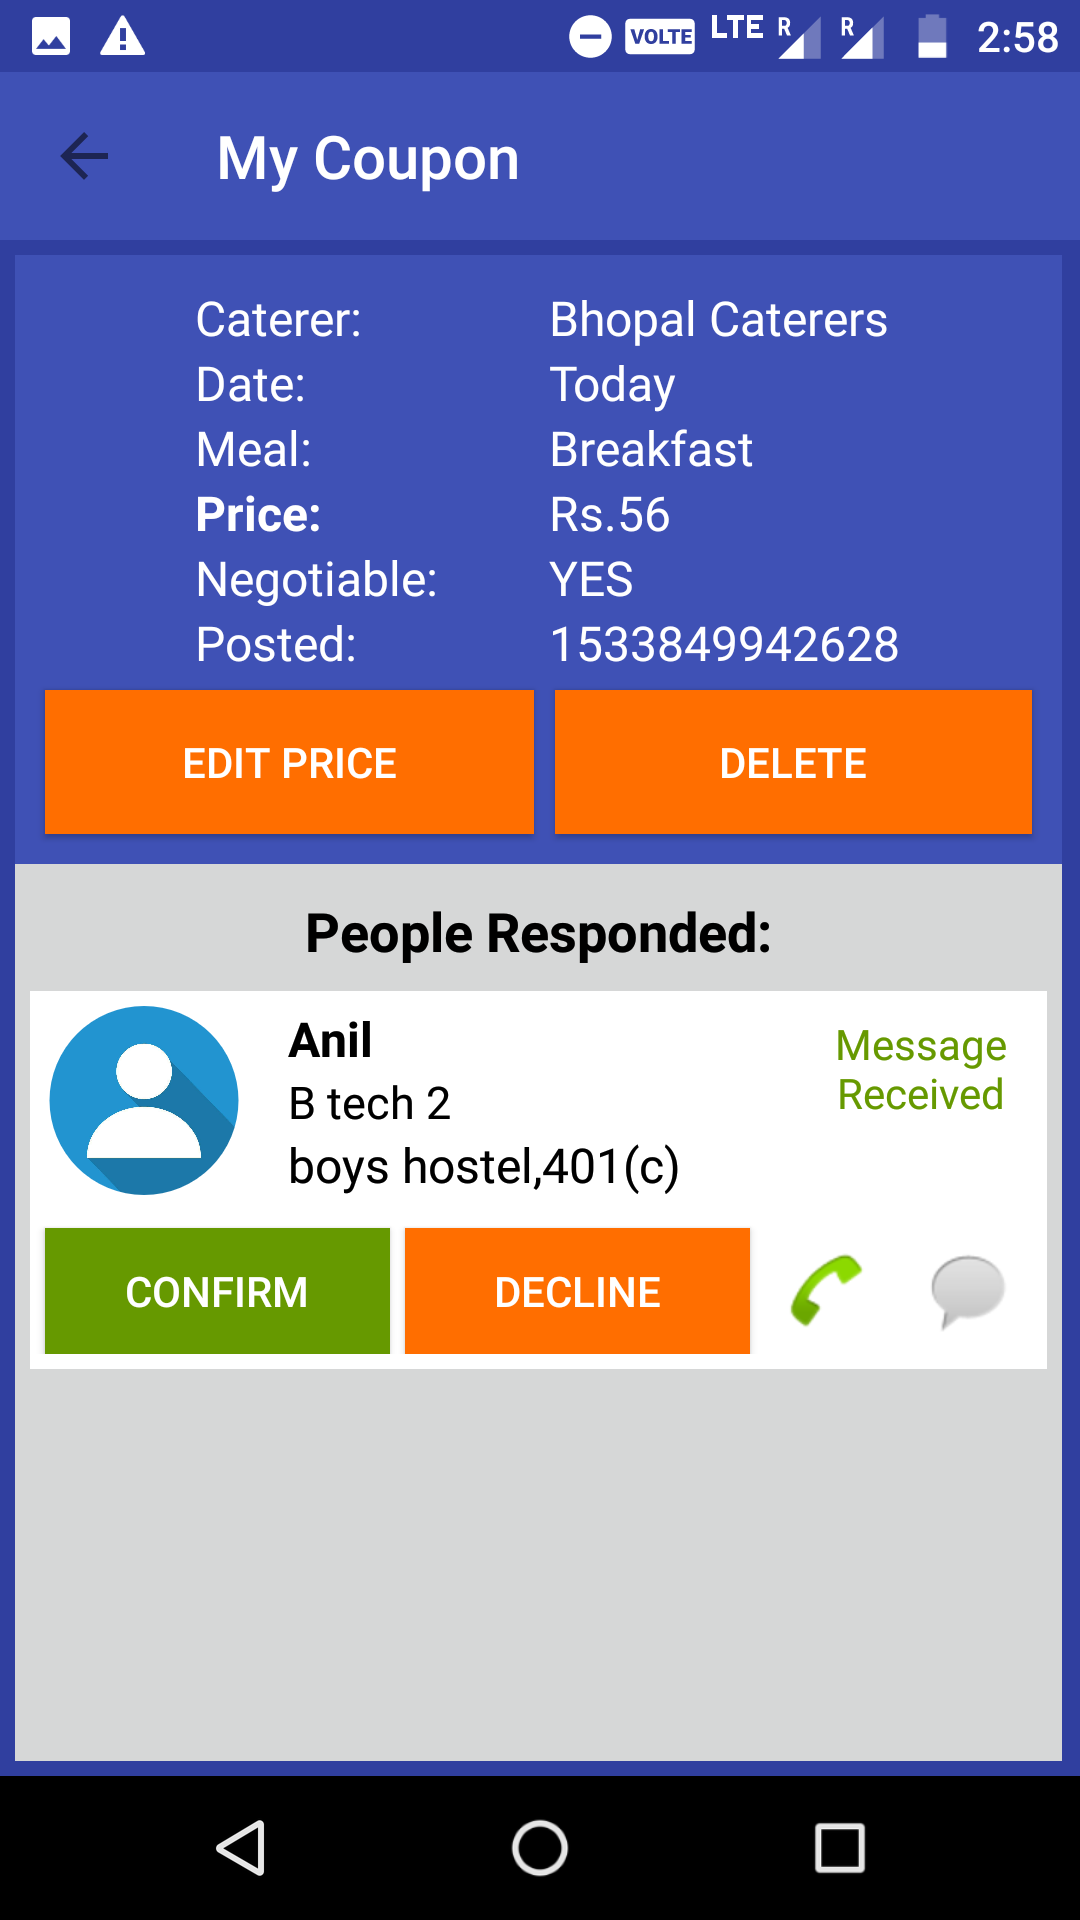 VOLTE LTE R R 2:58
My Coupon
Caterer: Bhopal Caterers
Date: Today
Meal: Breakfast
Price: Rs.56
Negotiable: YES
Posted: 1533849942628
EDIT PRICE DELETE
People Responded:
Anil
Message
Received
B tech 2
boys hostel,401(c)
CONFIRM DECLINE